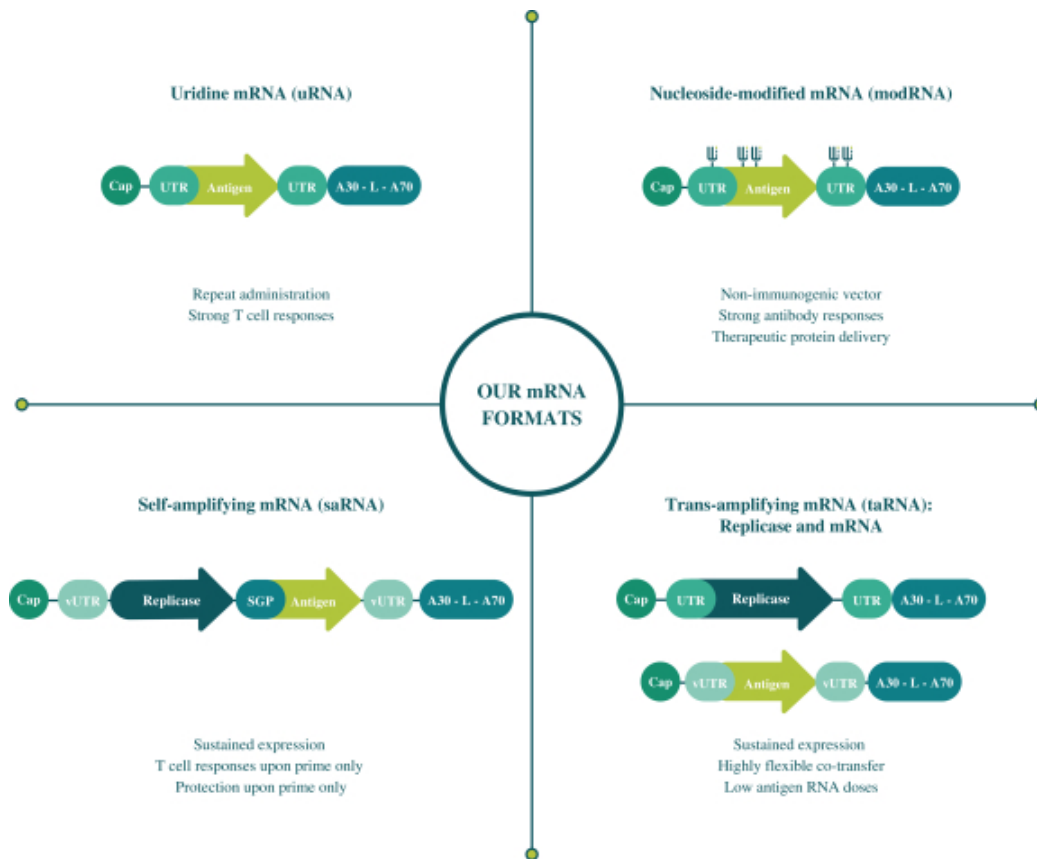 Uridine mRNA (uRNA)
Cap
UTR
Antigen
UTR
A30 - L - A70
Repeat administration
Strong T cell responses
Nucleoside-modified mRNA (modRNA)
Cap
UTR
Antigen
UTR
A30 - L - A70
Non-immunogenic vector
Strong antibody responses
Therapeutic protein delivery
OUR mRNA
FORMATS
Self-amplifying mRNA (saRNA)
Cap
vUTR
Replicase
SGP
Antigen
vUTR
A30 - L - A70
Sustained expression
T cell responses upon prime only
Protection upon prime only
Trans-amplifying mRNA (taRNA):
Replicase and mRNA
Cap
UTR
Replicase
UTR
A30 - L - A70
Cap
vUTR
Antigen
vUTR
A30 - L - A70
Sustained expression
Highly flexible co-transfer
Low antigen RNA doses